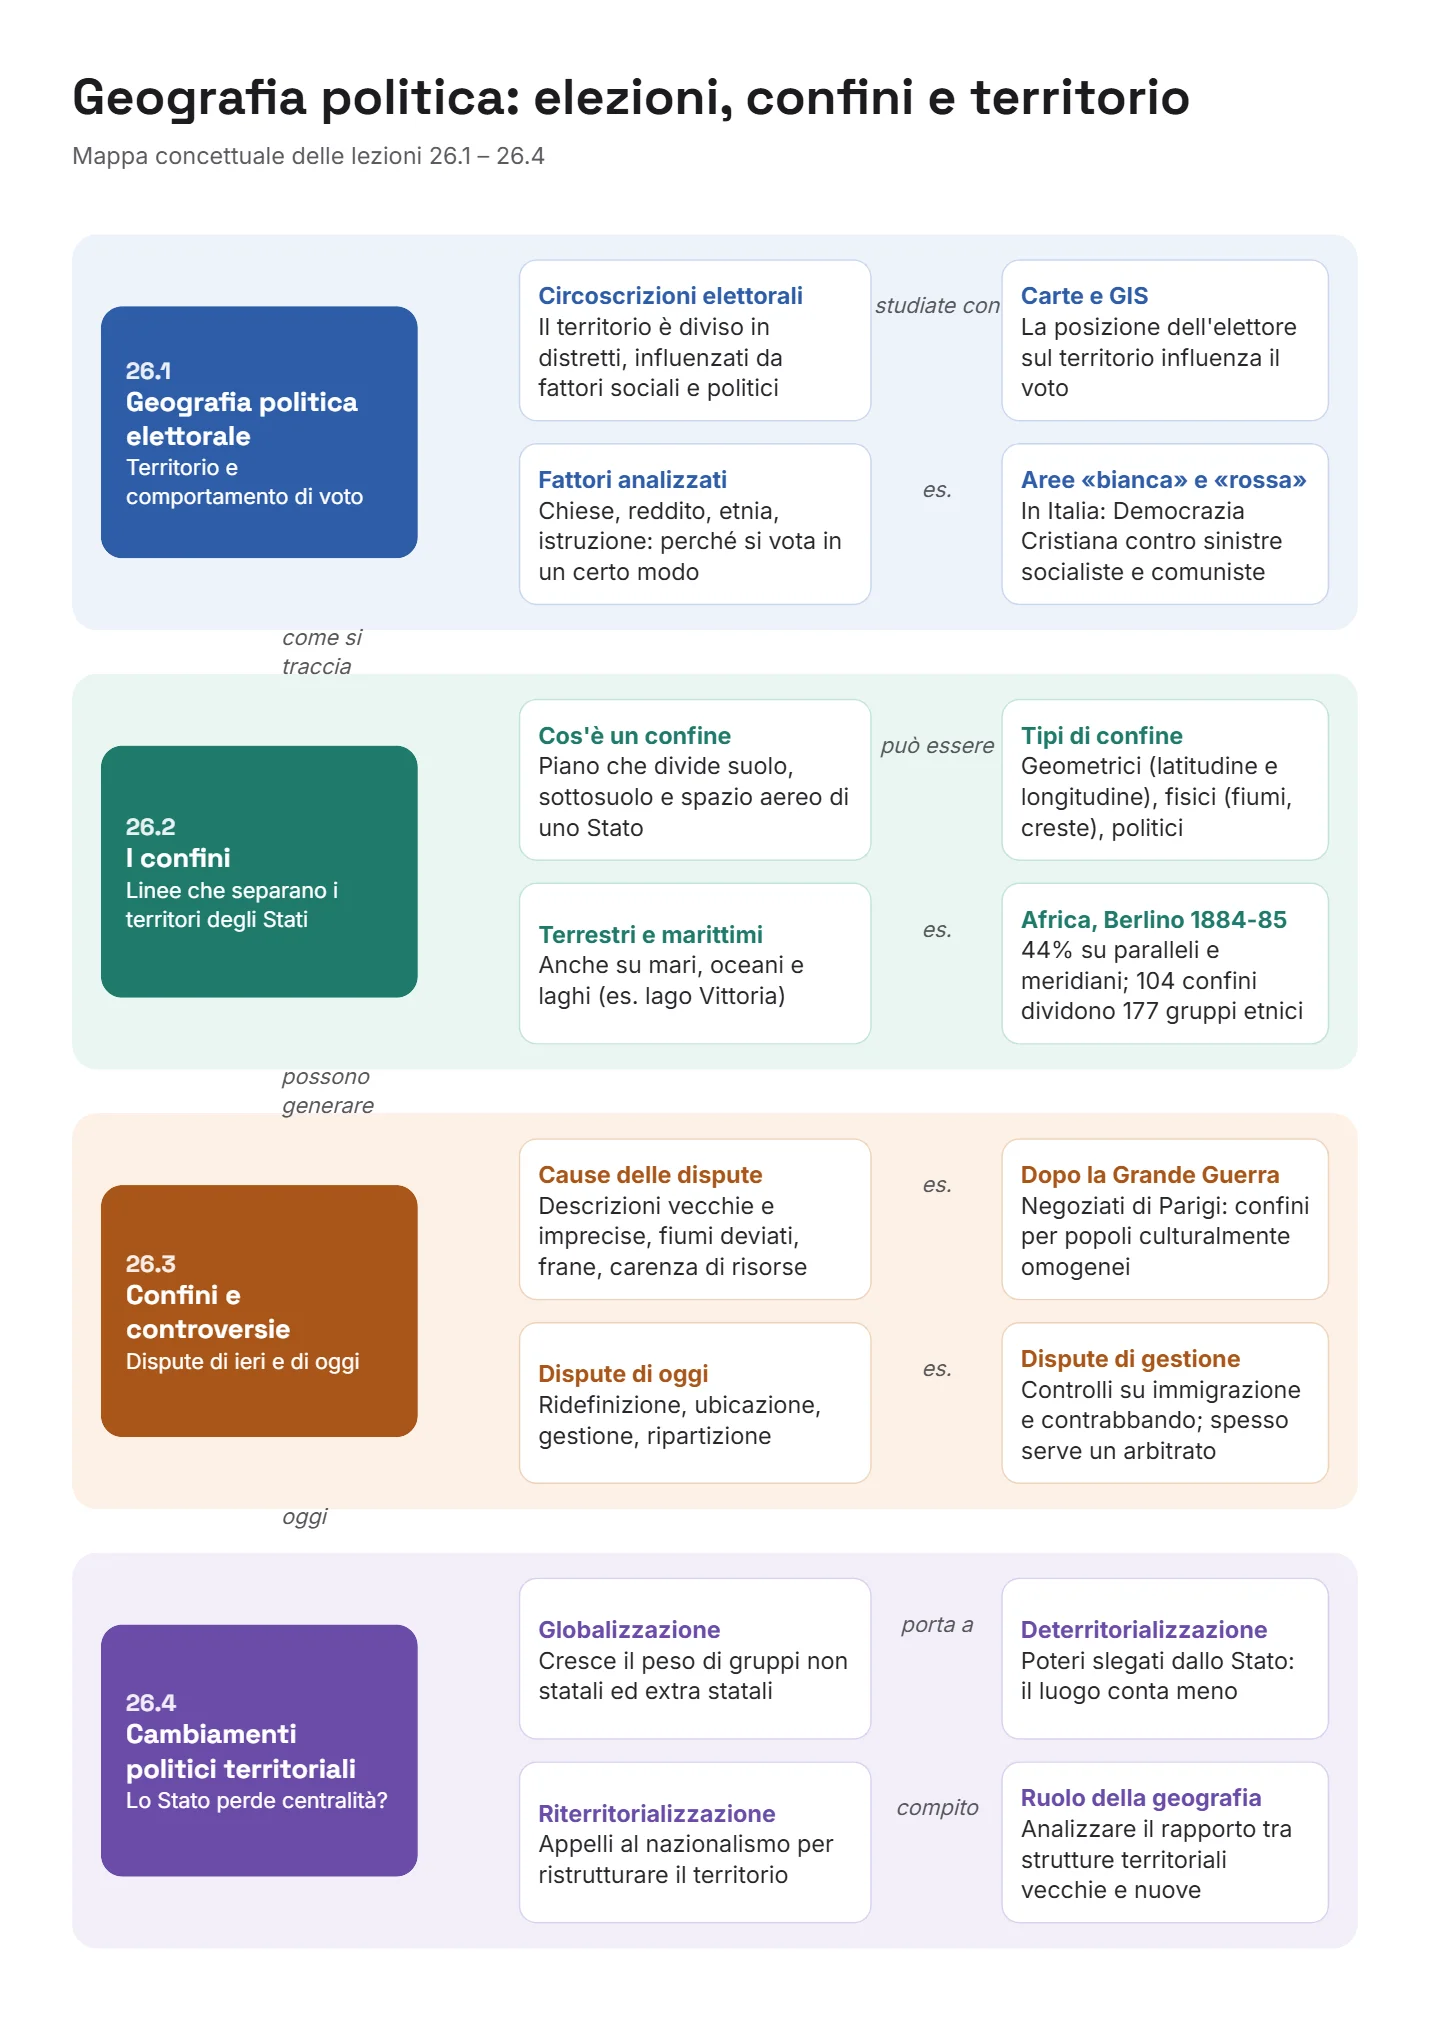 Geografia politica: elezioni, confini e territorio
Mappa concettuale delle lezioni 26.1 – 26.4
26.1
Geografia politica
elettorale
Territorio e
comportamento di voto
Circoscrizioni elettorali
Il territorio è diviso in
distretti, influenzati da
fattori sociali e politici
studiate con
Carte e GIS
La posizione dell'elettore
sul territorio influenza il
voto
Fattori analizzati
Chiese, reddito, etnia,
istruzione: perché si vota in
un certo modo
es.
Aree «bianca» e «rossa»
In Italia: Democrazia
Cristiana contro sinistre
socialiste e comuniste
come si
traccia
26.2
I confini
Linee che separano i
territori degli Stati
Cos'è un confine
Piano che divide suolo,
sottosuolo e spazio aereo di
uno Stato
può essere
Tipi di confine
Geometrici (latitudine e
longitudine), fisici (fiumi,
creste), politici
Terrestri e marittimi
Anche su mari, oceani e
laghi (es. lago Vittoria)
es.
Africa, Berlino 1884-85
44% su paralleli e
meridiani; 104 confini
dividono 177 gruppi etnici
possono
generare
26.3
Confini e
controversie
Dispute di ieri e di oggi
Cause delle dispute
Descrizioni vecchie e
imprecise, fiumi deviati,
frane, carenza di risorse
es.
Dopo la Grande Guerra
Negoziati di Parigi: confini
per popoli culturalmente
omogenei
Dispute di oggi
Ridefinizione, ubicazione,
gestione, ripartizione
es.
Dispute di gestione
Controlli su immigrazione
e contrabbando; spesso
serve un arbitrato
oggi
26.4
Cambiamenti
politici territoriali
Lo Stato perde centralità?
Globalizzazione
Cresce il peso di gruppi non
statali ed extra statali
porta a
Deterritorializzazione
Poteri slegati dallo Stato:
il luogo conta meno
Riterritorializzazione
Appelli al nazionalismo per
ristrutturare il territorio
compito
Ruolo della geografia
Analizzare il rapporto tra
strutture territoriali
vecchie e nuove